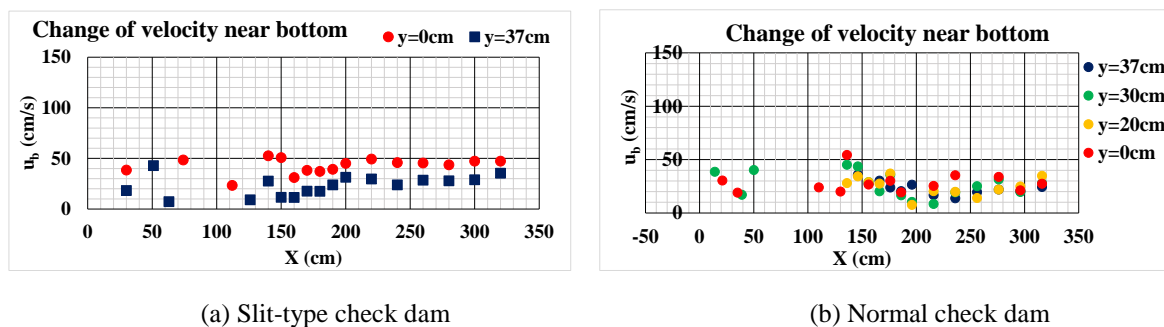 Change of velocity near bottom
y=0cm y=37cm
150
100
50
0
u_b (cm/s)
0 50 100 150 200 250 300 350
X (cm)
(a) Slit-type check dam
Change of velocity near bottom
150
100
50
0
u_b (cm/s)
y=37cm
y=30cm
y=20cm
y=0cm
-50 0 50 100 150 200 250 300 350
X (cm)
(b) Normal check dam